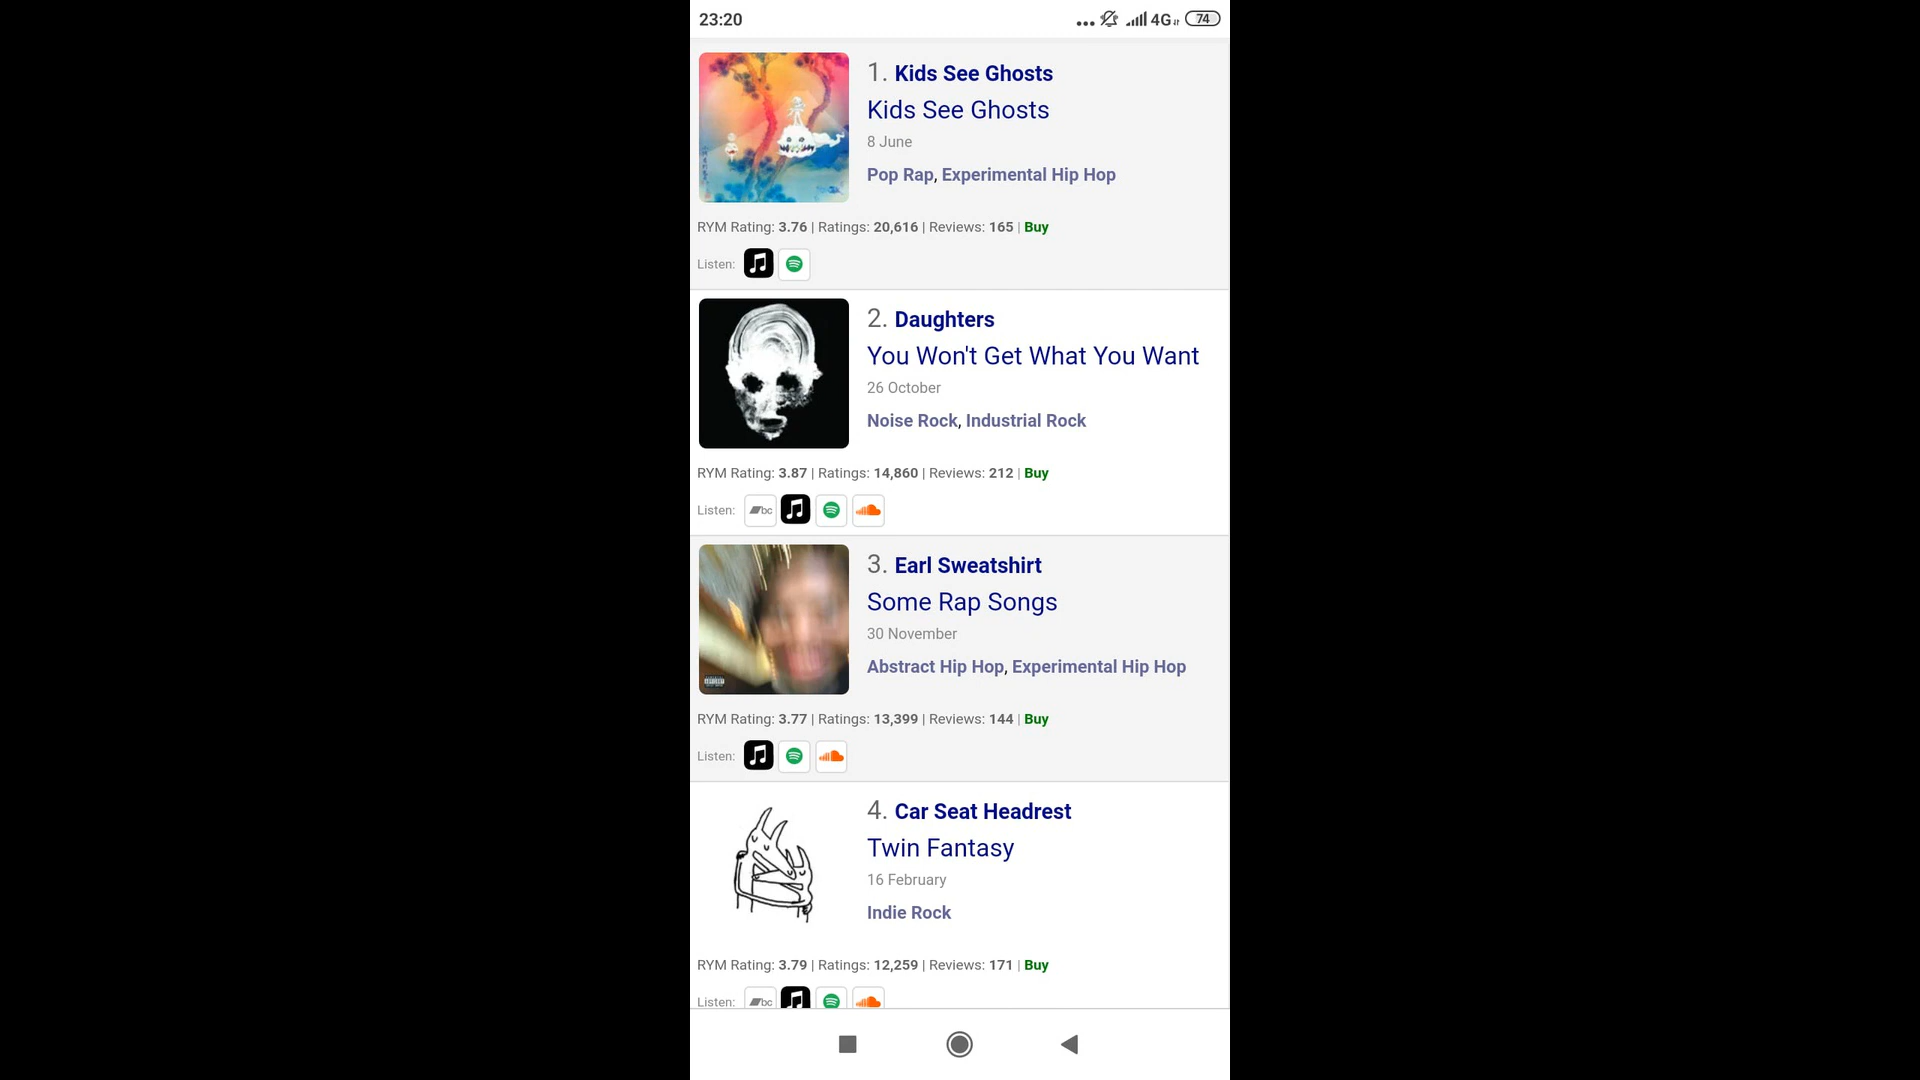 23:20
4G
74
1. Kids See Ghosts
Kids See Ghosts
8 June
Pop Rap, Experimental Hip Hop
RYM Rating: 3.76 | Ratings: 20,616 | Reviews: 165 | Buy
Listen:
2. Daughters
You Won't Get What You Want
26 October
Noise Rock, Industrial Rock
RYM Rating: 3.87 | Ratings: 14,860 | Reviews: 212 | Buy
Listen: bc
3. Earl Sweatshirt
Some Rap Songs
30 November
Abstract Hip Hop, Experimental Hip Hop
RYM Rating: 3.77 | Ratings: 13,399 | Reviews: 144 | Buy
Listen:
4. Car Seat Headrest
Twin Fantasy
16 February
Indie Rock
RYM Rating: 3.79 | Ratings: 12,259 | Reviews: 171 | Buy
Listen: bc